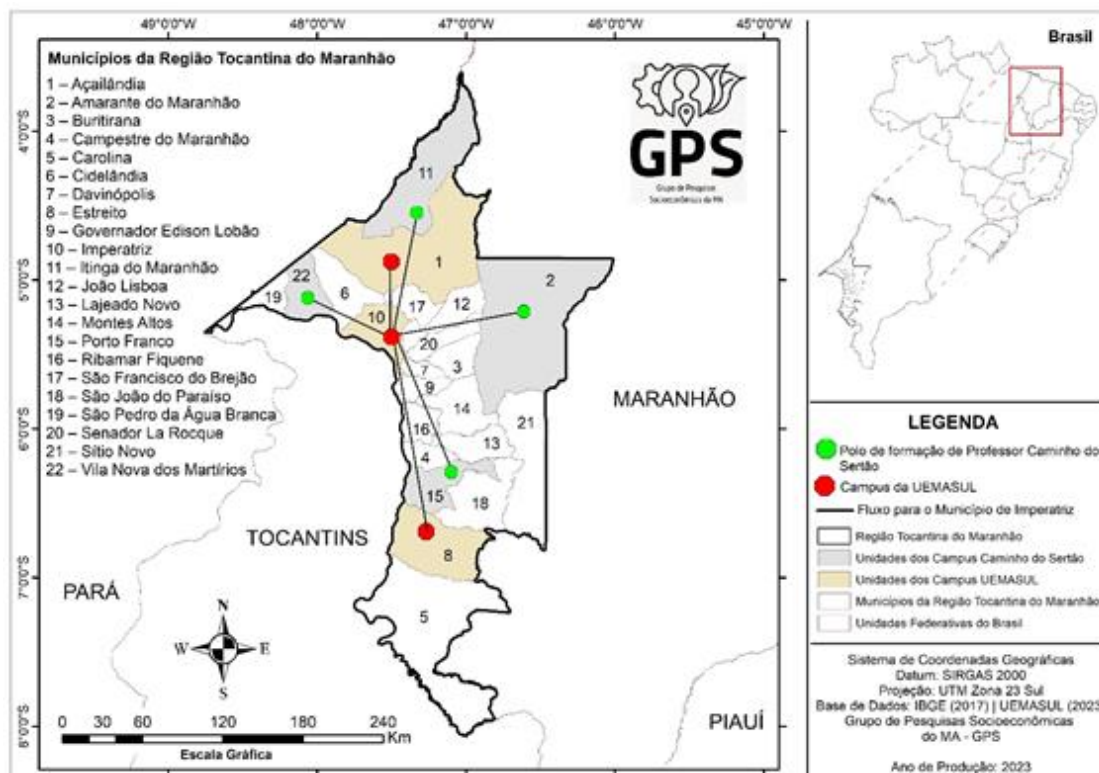 49°0'0"W
48°0'0"W
47°0'0"W
46°0'0"W
45°0'0"W
4°0'0"S
5°0'0"S
6°0'0"S
7°0'0"S
8°0'0"S
Municípios da Região Tocantina do Maranhão
1 – Açailândia
2 – Amarante do Maranhão
3 – Buritirana
4 – Campestre do Maranhão
5 – Carolina
6 – Cidelândia
7 – Davinópolis
8 – Estreito
9 – Governador Edison Lobão
10 – Imperatriz
11 – Itinga do Maranhão
12 – João Lisboa
13 – Lajeado Novo
14 – Montes Altos
15 – Porto Franco
16 – Ribamar Fiquene
17 – São Francisco do Brejão
18 – São João do Paraíso
19 – São Pedro da Água Branca
20 – Senador La Rocque
21 – Sítio Novo
22 – Vila Nova dos Martírios
GPS
Grupo de Pesquisas
Socioeconômicas do MA
11
1
2
22
19
6
10
17
12
20
7
3
9
14
21
16
13
4
15
18
8
5
MARANHÃO
TOCANTINS
PARÁ
PIAUÍ
N
W
E
S
0 30 60 120 180 240
Km
Escala Gráfica
Brasil
LEGENDA
Polo de formação de Professor Caminho do
Sertão
Campus da UEMASUL
Fluxo para o Município de Imperatriz
Região Tocantina do Maranhão
Unidades dos Campus Caminho do Sertão
Unidades dos Campus UEMASUL
Municípios da Região Tocantina do Maranhão
Unidades Federativas do Brasil
Sistema de Coordenadas Geográficas
Datum: SIRGAS 2000
Projeção: UTM Zona 23 Sul
Base de Dados: IBGE (2017) | UEMASUL (2023
Grupo de Pesquisas Socioeconômicas
do MA - GPS
Ano de Produção: 2023